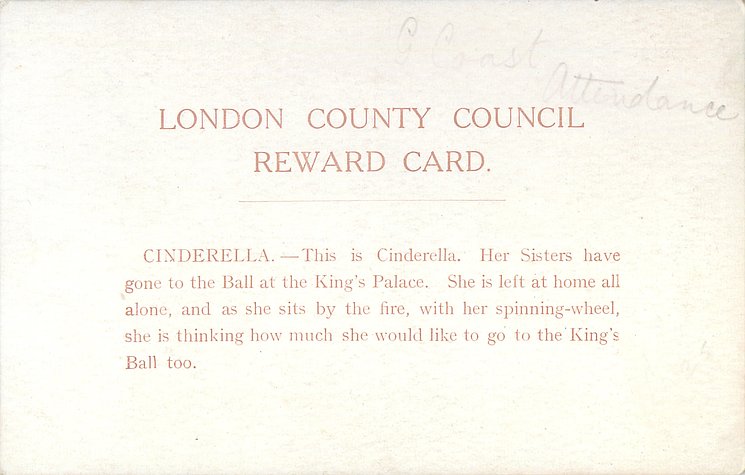 G Coast
Attendance
LONDON COUNTY COUNCIL
REWARD CARD.
CINDERELLA.—This is Cinderella. Her Sisters have
gone to the Ball at the King's Palace. She is left at home all
alone, and as she sits by the fire, with her spinning-wheel,
she is thinking how much she would like to go to the King's
Ball too.